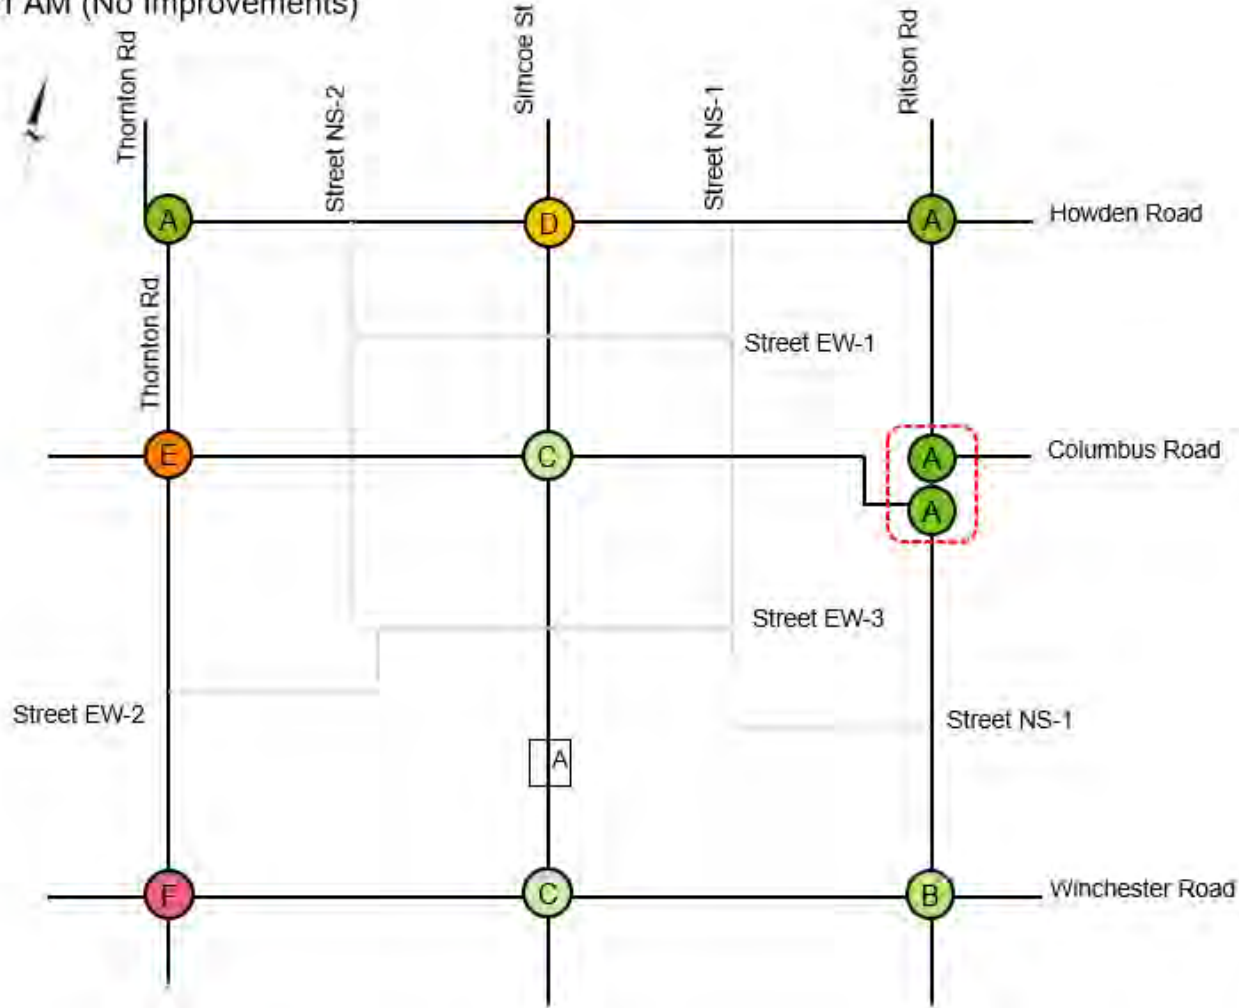 AM (No Improvements)
Thornton Rd
Street NS-2
Simcoe St
Street NS-1
Ritson Rd
A
D
A
Howden Road
Thornton Rd
Street EW-1
E
C
A
Columbus Road
A
Street EW-3
Street EW-2
Street NS-1
A
F
C
B
Winchester Road